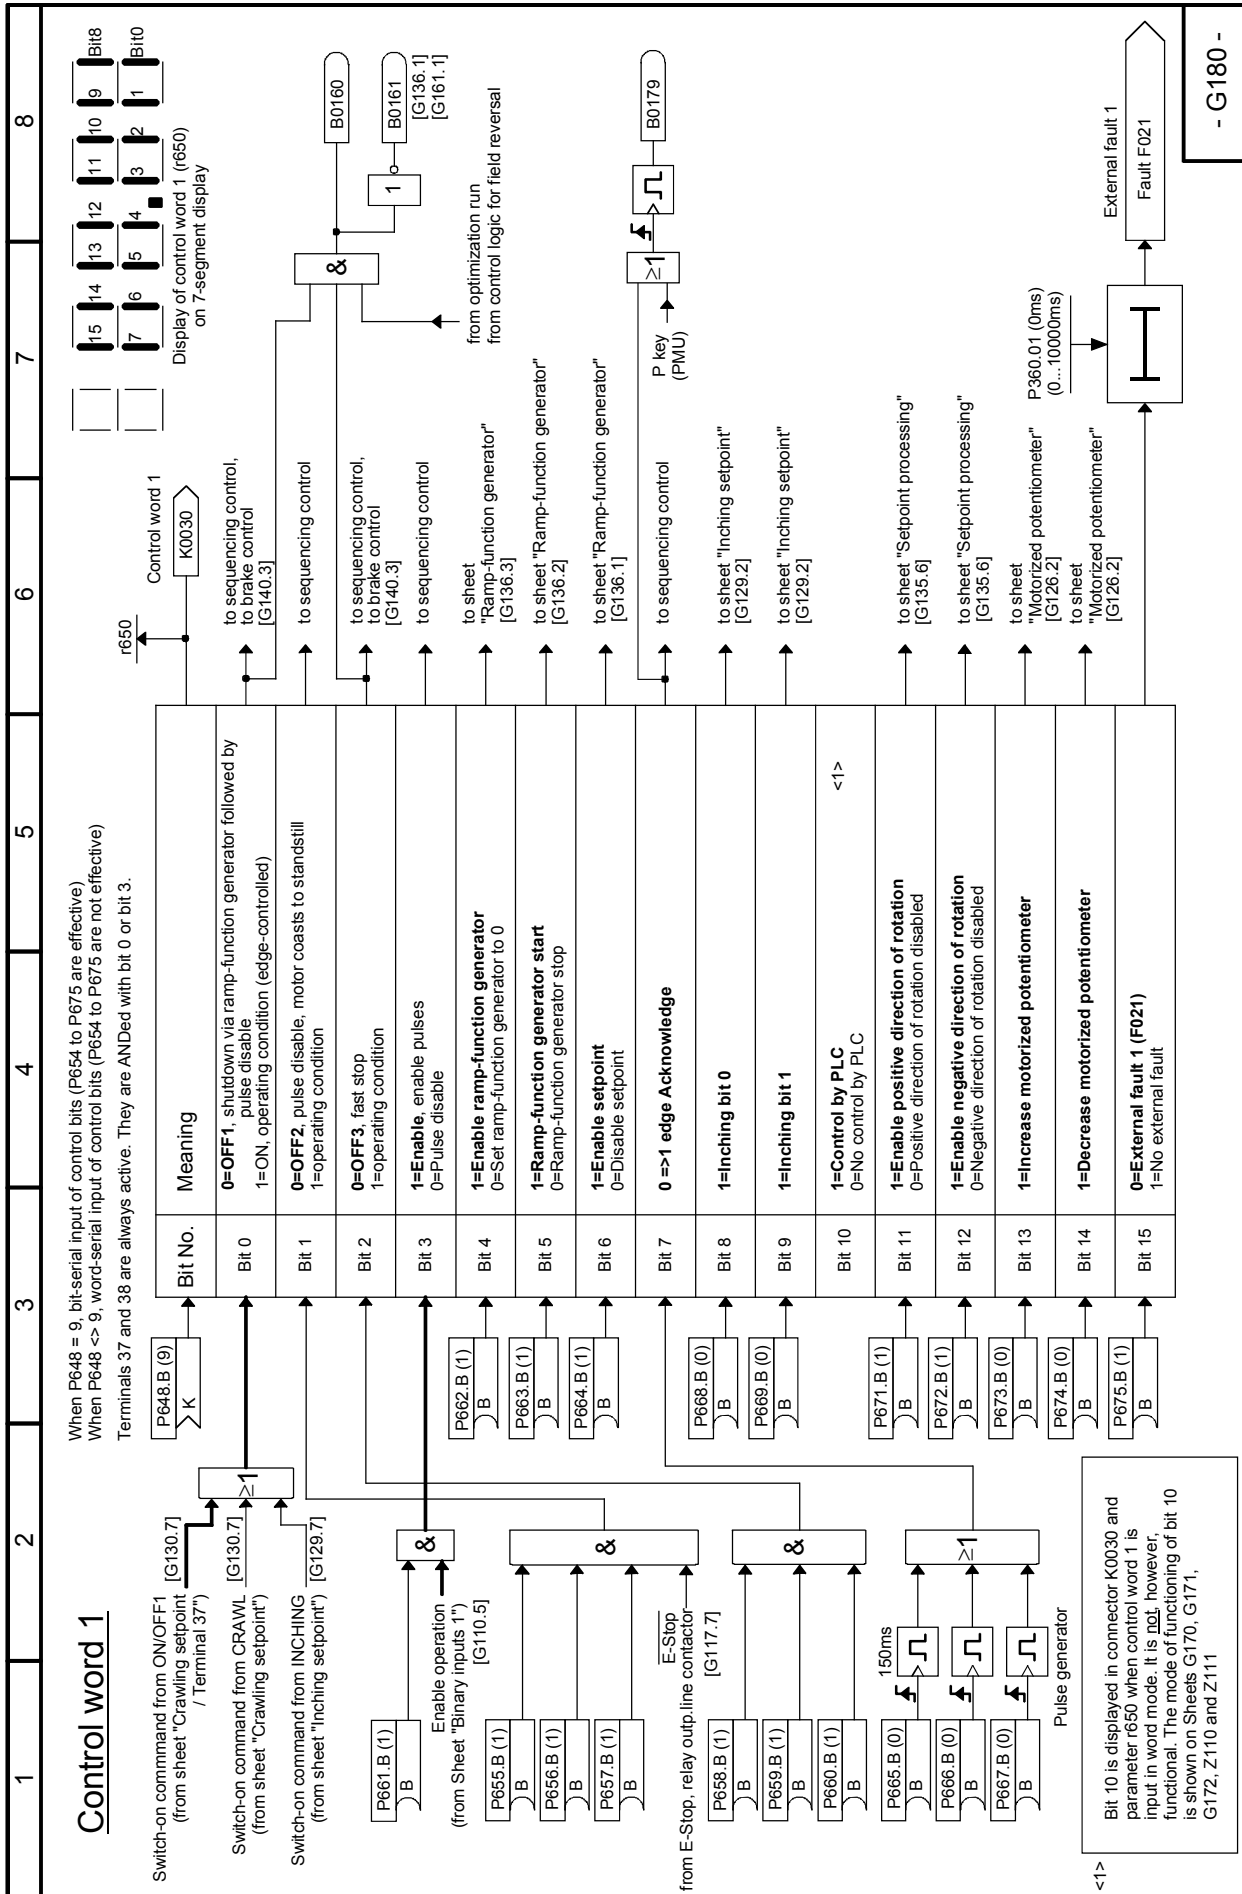 1
2
3
4
5
6
7
8
Control word 1
When P648 = 9, bit-serial input of control bits (P654 to P675 are effective)
When P648 <> 9, word-serial input of control bits (P654 to P675 are not effective)
Terminals 37 and 38 are always active. They are ANDed with bit 0 or bit 3.
15 14 13 12 11 10 9 Bit8
7 6 5 4 3 2 1 Bit0
Display of control word 1 (r650)
on 7-segment display
r650
Control word 1
K0030
P648.B (9)
K
Bit No.
Meaning
Switch-on commmand from ON/OFF1
(from sheet "Crawling setpoint
/ Terminal 37")
[G130.7]
Switch-on command from CRAWL
(from sheet "Crawling setpoint")
[G130.7]
Switch-on command from INCHING
(from sheet "Inching setpoint")
[G129.7]
≥1
Bit 0
0=OFF1, shutdown via ramp-function generator followed by
pulse disable
1=ON, operating condition (edge-controlled)
to sequencing control,
to brake control
[G140.3]
Bit 1
0=OFF2, pulse disable, motor coasts to standstill
1=operating condition
to sequencing control
Bit 2
0=OFF3, fast stop
1=operating condition
to sequencing control,
to brake control
[G140.3]
&
B0160
1
B0161
[G136.1]
[G161.1]
from optimization run
from control logic for field reversal
P661.B (1)
B
Enable operation
(from Sheet "Binary inputs 1")
[G110.5]
&
Bit 3
1=Enable, enable pulses
0=Pulse disable
to sequencing control
P662.B (1)
B
Bit 4
1=Enable ramp-function generator
0=Set ramp-function generator to 0
to sheet
"Ramp-function generator"
[G136.3]
P663.B (1)
B
Bit 5
1=Ramp-function generator start
0=Ramp-function generator stop
to sheet "Ramp-function generator"
[G136.2]
P664.B (1)
B
Bit 6
1=Enable setpoint
0=Disable setpoint
to sheet "Ramp-function generator"
[G136.1]
P655.B (1)
B
P656.B (1)
B
P657.B (1)
B
&
E-Stop
from E-Stop, relay outp.line contactor
[G117.7]
Bit 7
0 =>1 edge Acknowledge
to sequencing control
P key
(PMU)
≥1
B0179
P658.B (1)
B
P659.B (1)
B
P660.B (1)
B
&
P668.B (0)
B
Bit 8
1=Inching bit 0
to sheet "Inching setpoint"
[G129.2]
P669.B (0)
B
Bit 9
1=Inching bit 1
to sheet "Inching setpoint"
[G129.2]
Bit 10
1=Control by PLC
0=No control by PLC
<1>
P665.B (0)
B
P666.B (0)
B
P667.B (0)
B
150ms
Pulse generator
≥1
P671.B (1)
B
Bit 11
1=Enable positive direction of rotation
0=Positive direction of rotation disabled
to sheet "Setpoint processing"
[G135.6]
P672.B (1)
B
Bit 12
1=Enable negative direction of rotation
0=Negative direction of rotation disabled
to sheet "Setpoint processing"
[G135.6]
P673.B (0)
B
Bit 13
1=Increase motorized potentiometer
to sheet
"Motorized potentiometer"
[G126.2]
P674.B (0)
B
Bit 14
1=Decrease motorized potentiometer
to sheet
"Motorized potentiometer"
[G126.2]
P675.B (1)
B
Bit 15
0=External fault 1 (F021)
1=No external fault
P360.01 (0ms)
(0...10000ms)
External fault 1
Fault F021
<1>
Bit 10 is displayed in connector K0030 and
parameter r650 when control word 1 is
input in word mode. It is not, however,
functional. The mode of functioning of bit 10
is shown on Sheets G170, G171,
G172, Z110 and Z111
- G180 -